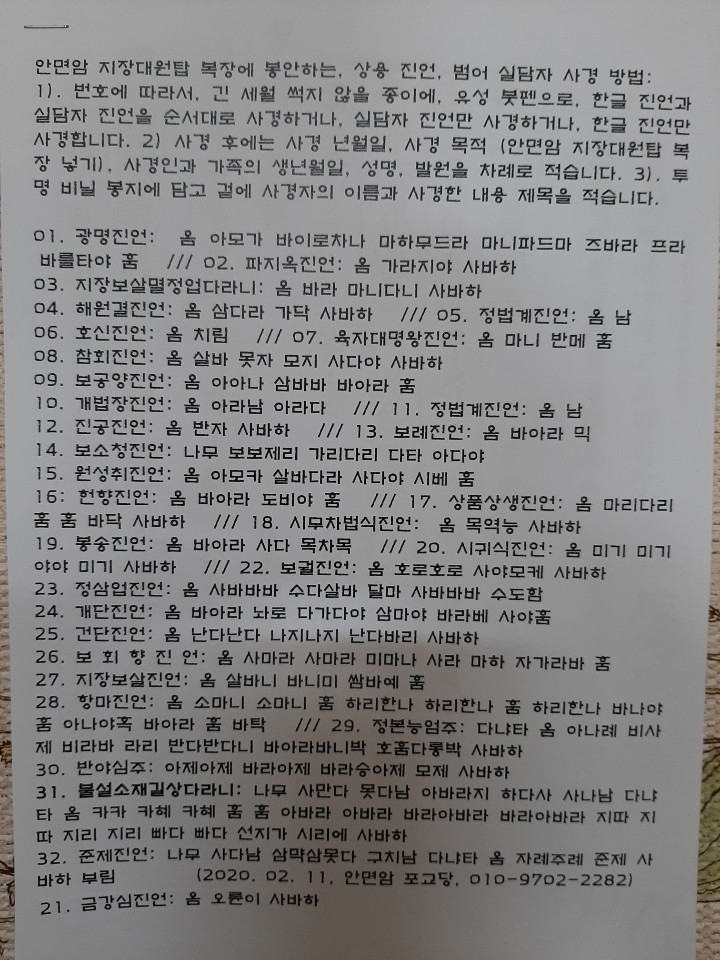 안면암 지장대원탑 복장에 봉안하는, 상용 진언, 범어 실담자 사경 방법:
1). 번호에 따라서, 긴 세월 썩지 않을 종이에, 유성 붓펜으로, 한글 진언과
실담자 진언을 순서대로 사경하거나, 실담자 진언만 사경하거나, 한글 진언만
사경합니다. 2) 사경 후에는 사경 년월일, 사경 목적 (안면암 지장대원탑 복
장 넣기), 사경인과 가족의 생년월일, 성명, 발원을 차례로 적습니다. 3). 투
명 비닐 봉지에 담고 겉에 사경자의 이름과 사경한 내용 제목을 적습니다.
01. 광명진언: 옴 아모가 바이로차나 마하무드라 마니파드마 즈바라 프라
바를타야 훔 /// 02. 파지옥진언: 옴 가라지야 사바하
03. 지장보살멸정업다라니: 옴 바라 마니다니 사바하
04. 해원결진언: 옴 삼다라 가닥 사바하 /// 05. 정법계진언: 옴 남
06. 호신진언: 옴 치림 /// 07. 육자대명왕진언: 옴 마니 반메 훔
08. 참회진언: 옴 살바 못자 모지 사다야 사바하
09. 보공양진언: 옴 아아나 삼바바 바아라 훔
10. 개법장진언: 옴 아라남 아라다 /// 11. 정법계진언: 옴 남
12. 진공진언: 옴 반자 사바하 /// 13. 보례진언: 옴 바아라 믹
14. 보소청진언: 나무 보보제리 가리다리 다타 아다야
15. 원성취진언: 옴 아모카 살바다라 사다야 시베 훔
16: 헌향진언: 옴 바아라 도비야 훔 /// 17. 상품상생진언: 옴 마리다리
훔 훔 바닥 사바하 /// 18. 시무차법식진언: 옴 목역능 사바하
19. 봉송진언: 옴 바아라 사다 목차목 /// 20. 시귀식진언: 옴 미기 미기
야야 미기 사바하 /// 22. 보궐진언: 옴 호로호로 사야모케 사바하
23. 정삼업진언: 옴 사바바바 수다살바 달마 사바바바 수도함
24. 개단진언: 옴 바아라 놔로 다가다야 삼마야 바라베 사야훔
25. 건단진언: 옴 난다난다 나지나지 난다바리 사바하
26. 보 회 향 진 언: 옴 사마라 사마라 미마나 사라 마하 자가라바 훔
27. 지장보살진언: 옴 살바니 바니미 쌈바예 훔
28. 항마진언: 옴 소마니 소마니 훔 하리한나 하리한나 훔 하리한나 바나야
훔 아나야혹 바아라 훔 바탁 /// 29. 정본능엄주: 다냐타 옴 아나례 비사
제 비라바 라리 반다반다니 바아라바니박 호훔다롱박 사바하
30. 반야심주: 아제아제 바라아제 바라승아제 모제 사바하
31. 불설소재길상다라니: 나무 사만다 못다남 아바라지 하다사 사나남 다냐
타 옴 카카 카혜 카혜 훔 훔 아바라 아바라 바라아바라 바라아바라 지따 지
따 지리 지리 빠다 빠다 선지가 시리에 사바하
32. 준제진언: 나무 사다남 삼먁삼못다 구치남 다냐타 옴 자례주례 준제 사
바하 부림 (2020. 02. 11, 안면암 포교당, 010-9702-2282)
21. 금강심진언: 옴 오륜이 사바하